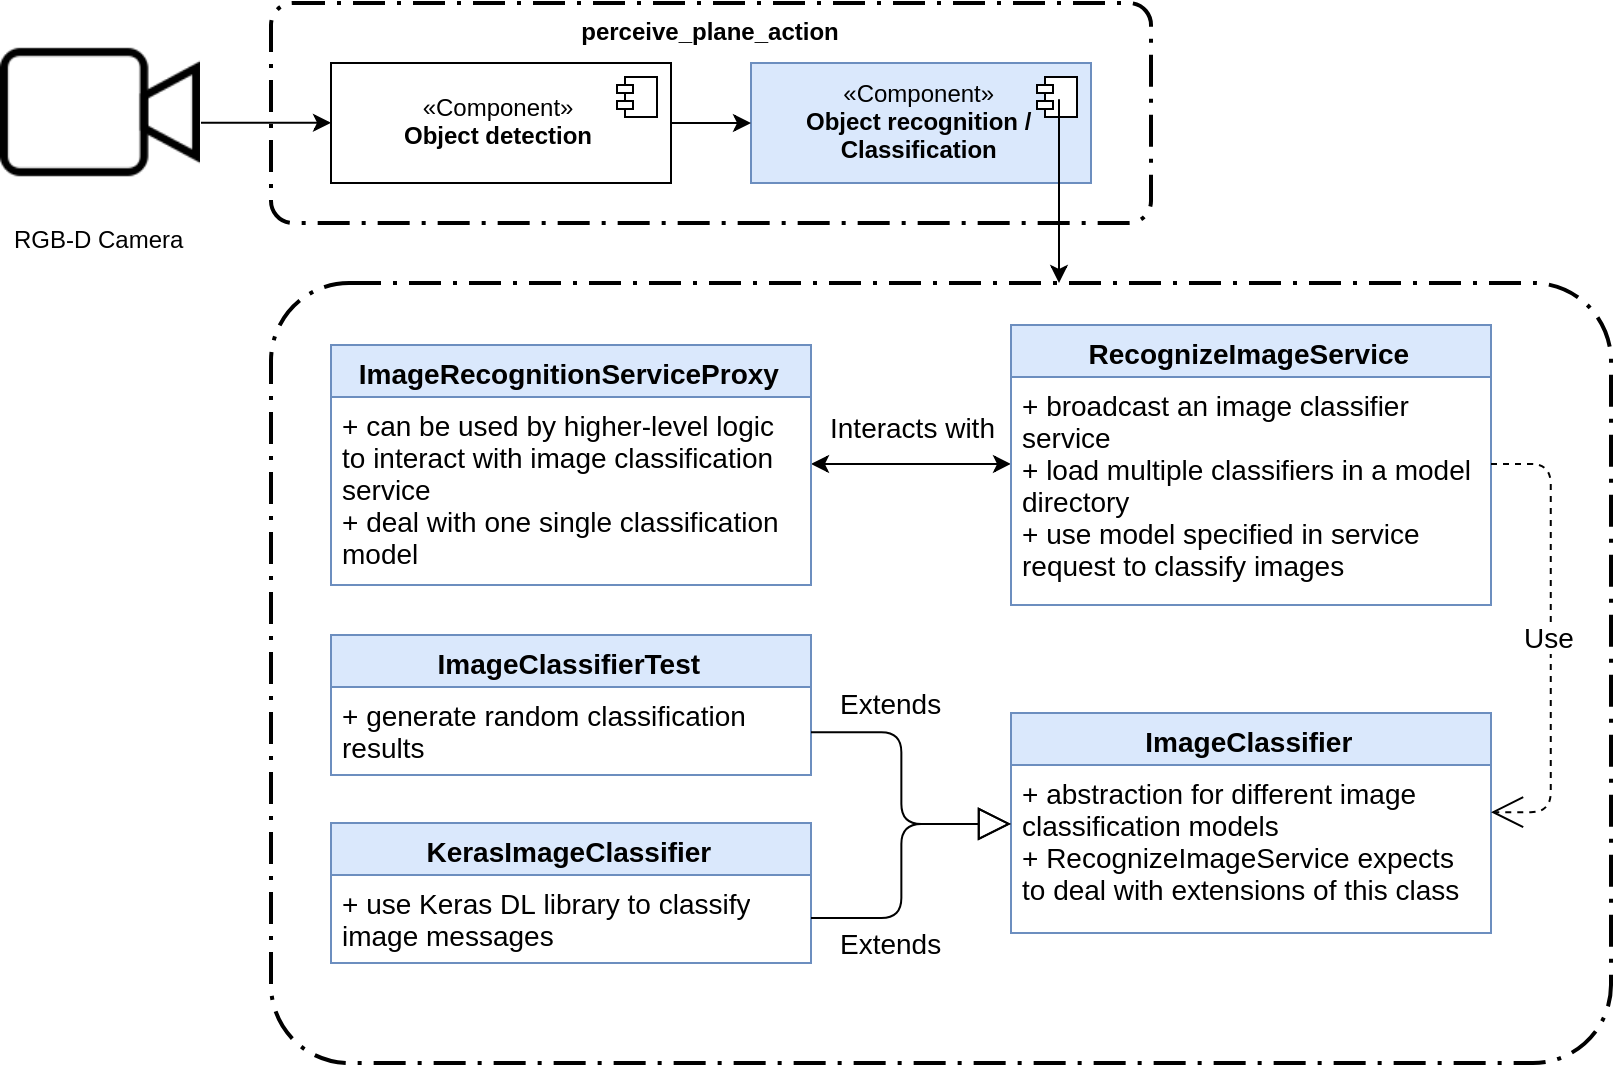 perceive_plane_action
«Component»
Object detection
«Component»
Object recognition /
Classification
RGB-D Camera
ImageRecognitionServiceProxy
+ can be used by higher-level logic
to interact with image classification
service
+ deal with one single classification
model
Interacts with
RecognizeImageService
+ broadcast an image classifier
service
+ load multiple classifiers in a model
directory
+ use model specified in service
request to classify images
Use
ImageClassifierTest
+ generate random classification
results
Extends
ImageClassifier
+ abstraction for different image
classification models
+ RecognizeImageService expects
to deal with extensions of this class
KerasImageClassifier
+ use Keras DL library to classify
image messages
Extends